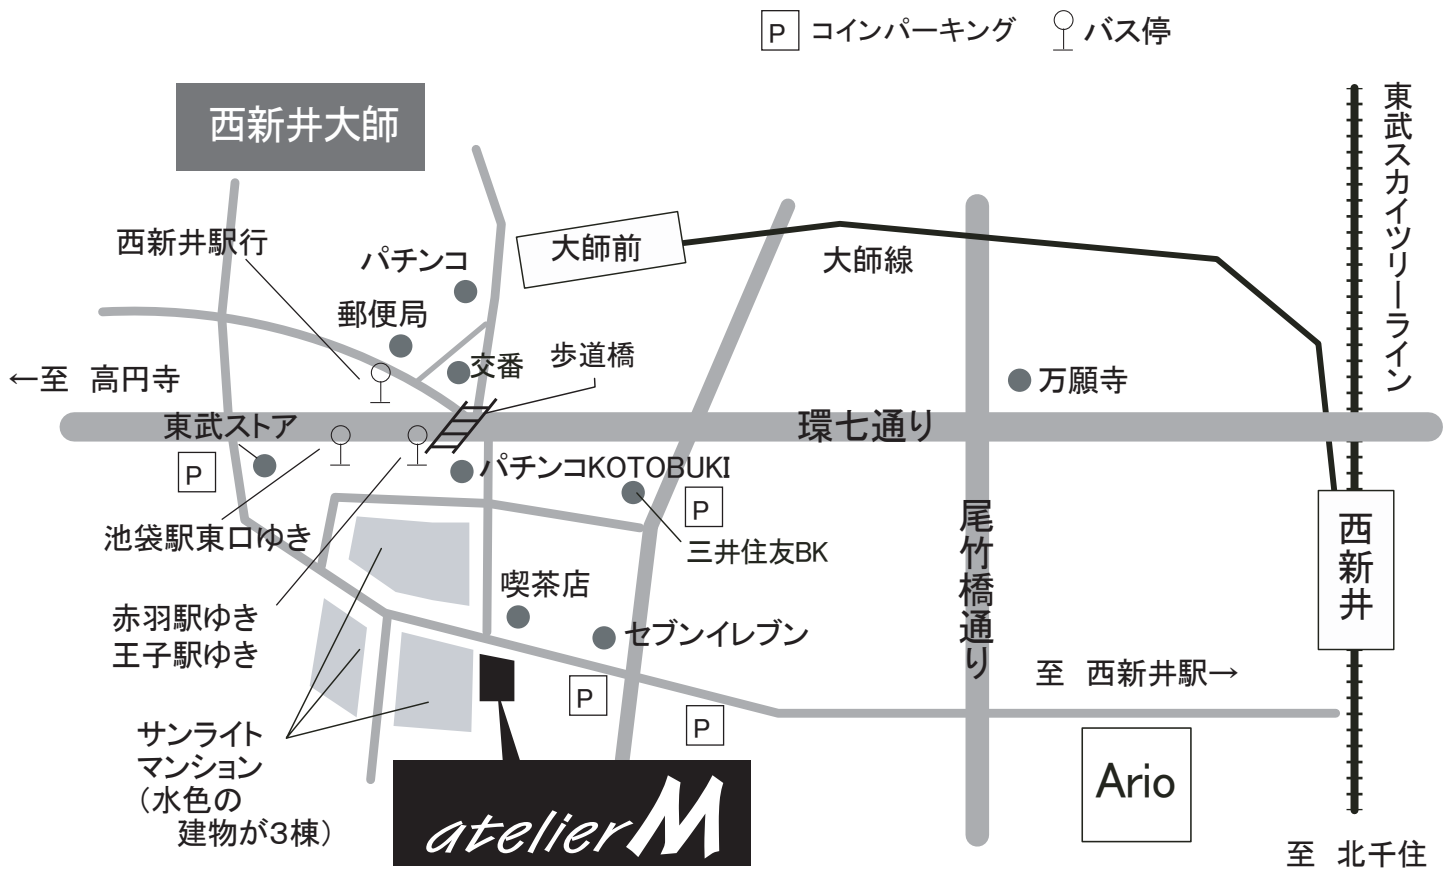 P コインパーキング バス停
西新井大師
東武スカイツリーライン
西新井駅行
パチンコ
大師前
大師線
郵便局
交番
歩道橋
←至 高円寺
万願寺
東武ストア
環七通り
P
パチンコKOTOBUKI
P
池袋駅東口ゆき
三井住友BK
尾竹橋通り
西新井
喫茶店
赤羽駅ゆき
王子駅ゆき
セブンイレブン
至 西新井駅→
P
P
サンライト
マンション
（水色の
建物が3棟）
Ario
atelier M
至 北千住